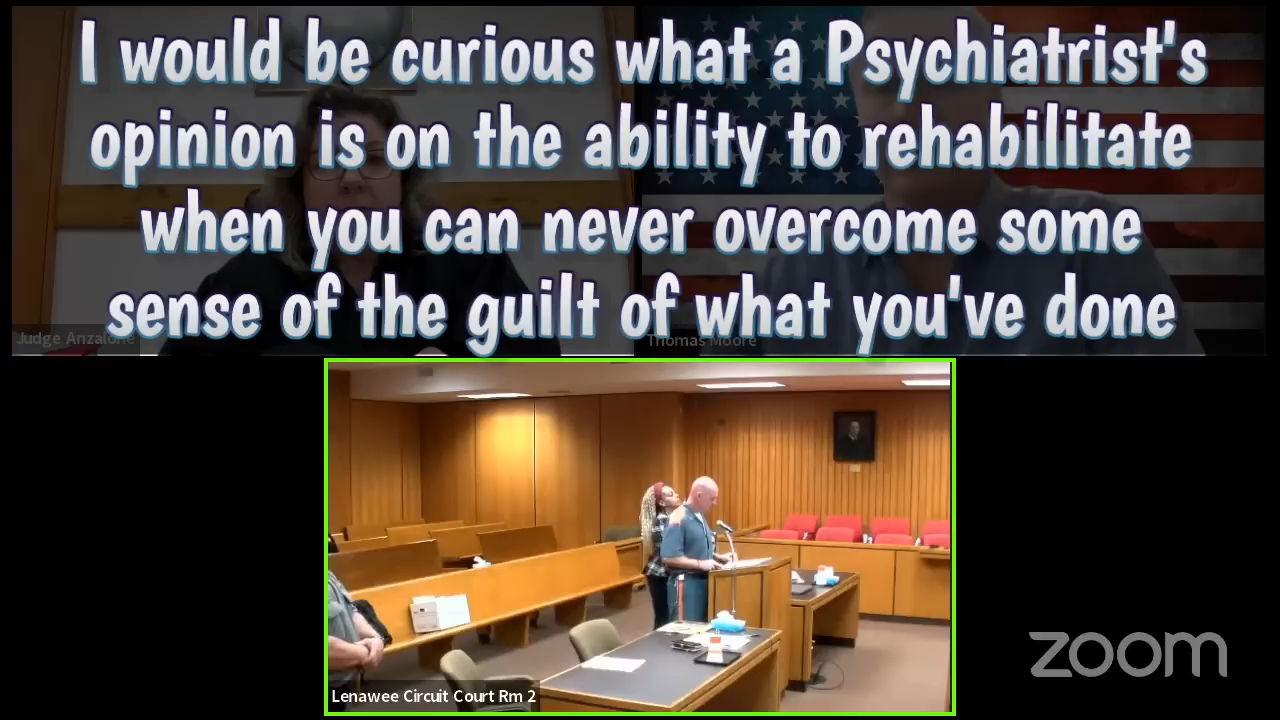 I would be curious what a Psychiatrist's
opinion is on the ability to rehabilitate
when you can never overcome some
sense of the guilt of what you've done
Judge Anzalone
Thomas Moore
Lenawee Circuit Court Rm 2
zoom